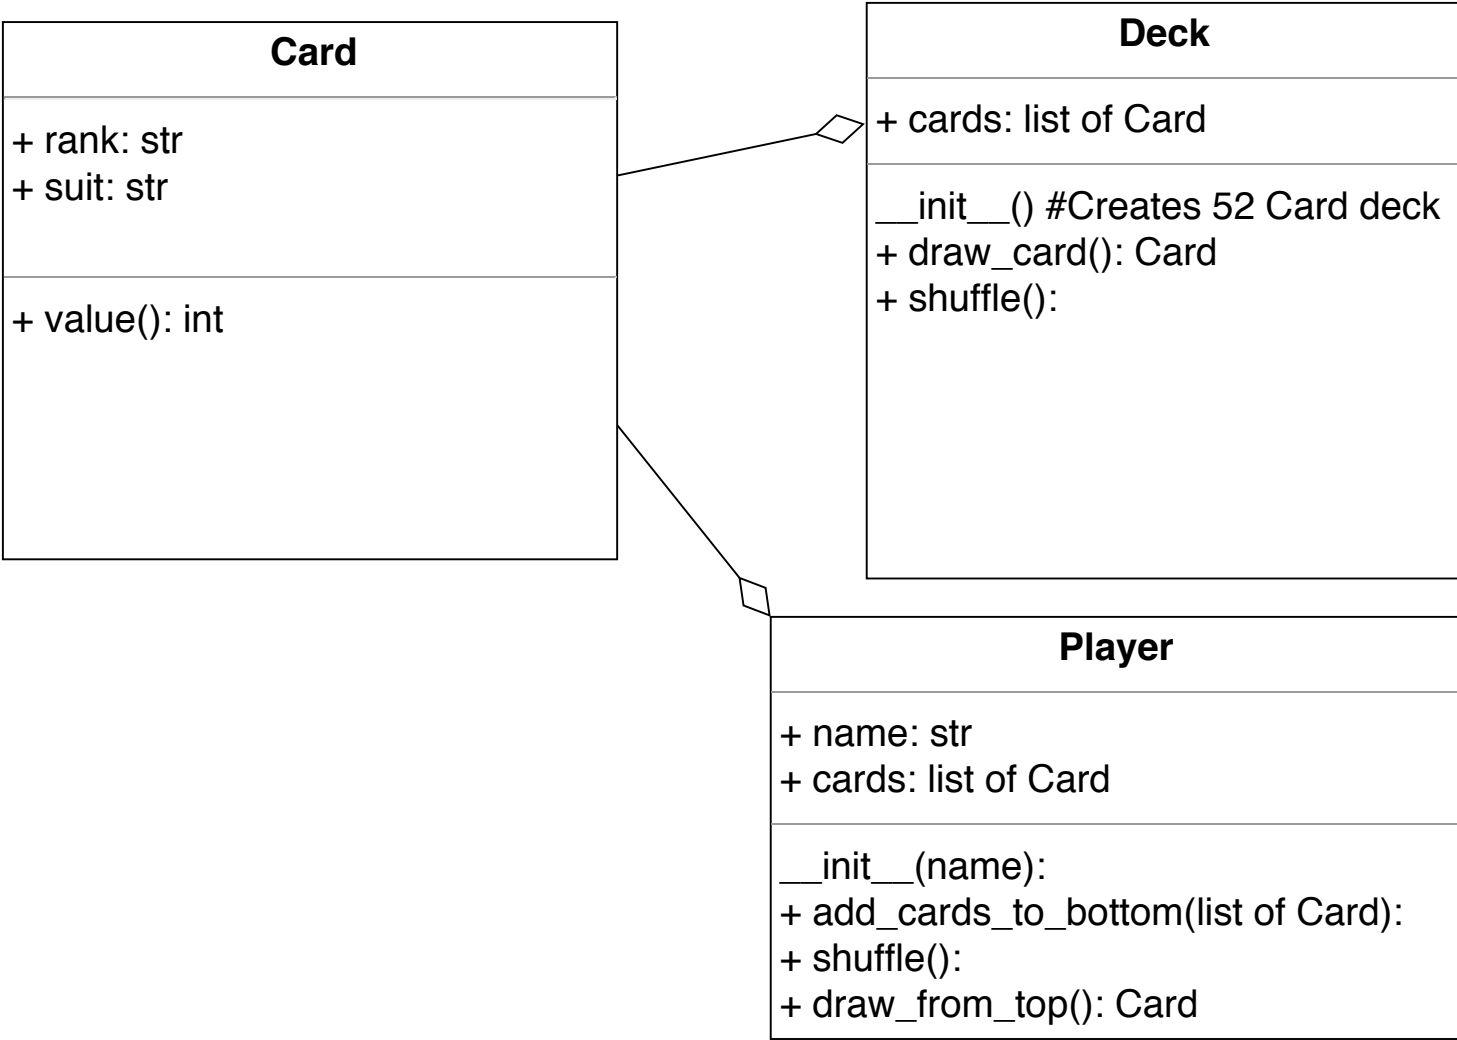 Card
+ rank: str
+ suit: str
+ value(): int
Deck
+ cards: list of Card
__init__() #Creates 52 Card deck
+ draw_card(): Card
+ shuffle():
Player
+ name: str
+ cards: list of Card
__init__(name):
+ add_cards_to_bottom(list of Card):
+ shuffle():
+ draw_from_top(): Card